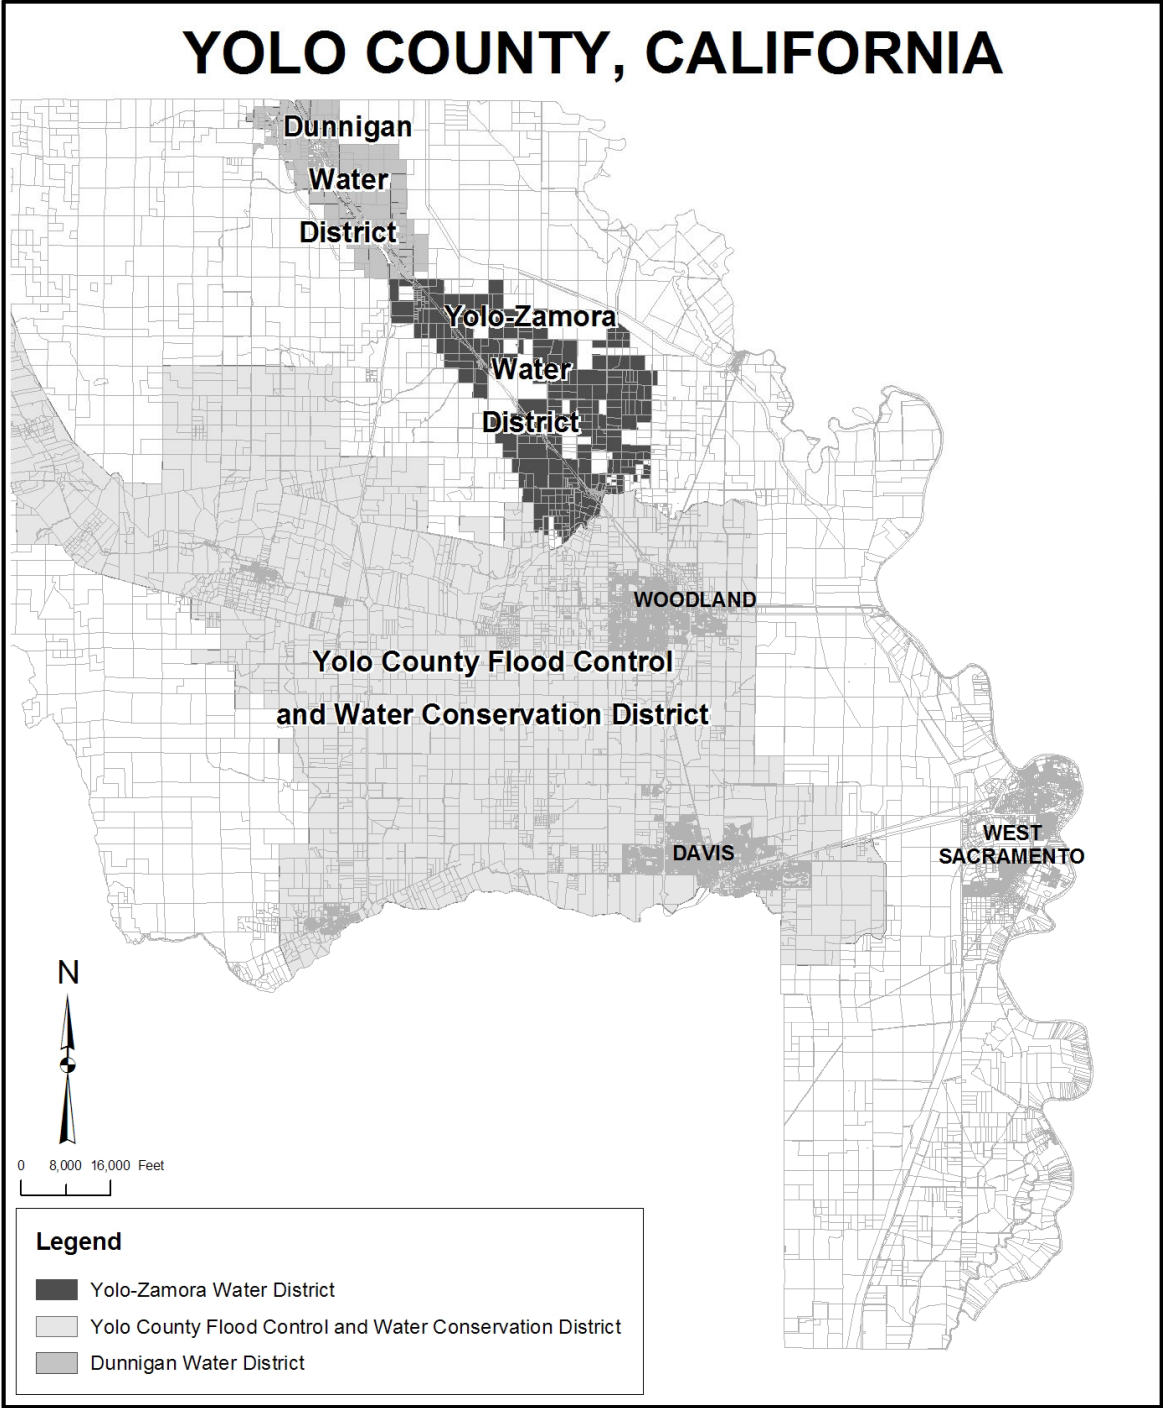 YOLO COUNTY, CALIFORNIA
Dunnigan
Water
District
Yolo-Zamora
Water
District
WOODLAND
Yolo County Flood Control
and Water Conservation District
DAVIS
WEST
SACRAMENTO
N
0 8,000 16,000 Feet
Legend
Yolo-Zamora Water District
Yolo County Flood Control and Water Conservation District
Dunnigan Water District